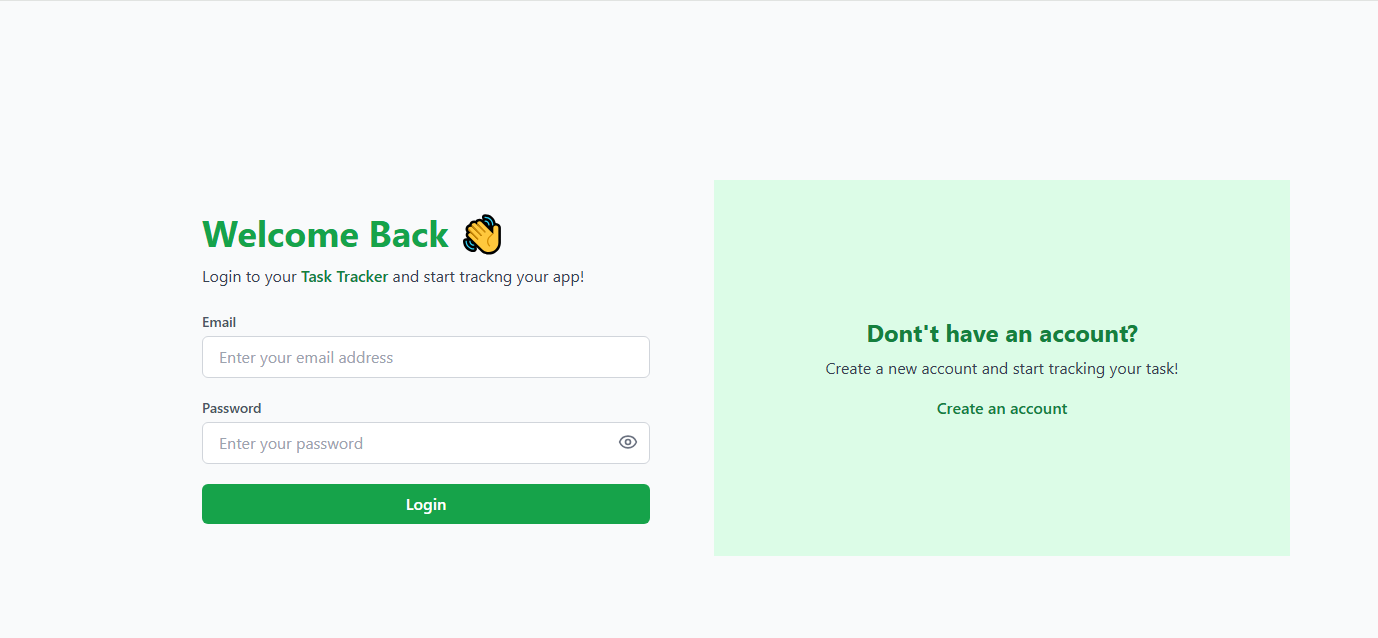 Welcome Back 👋
Login to your Task Tracker and start trackng your app!
Email
Enter your email address
Password
Enter your password
Login
Dont't have an account?
Create a new account and start tracking your task!
Create an account